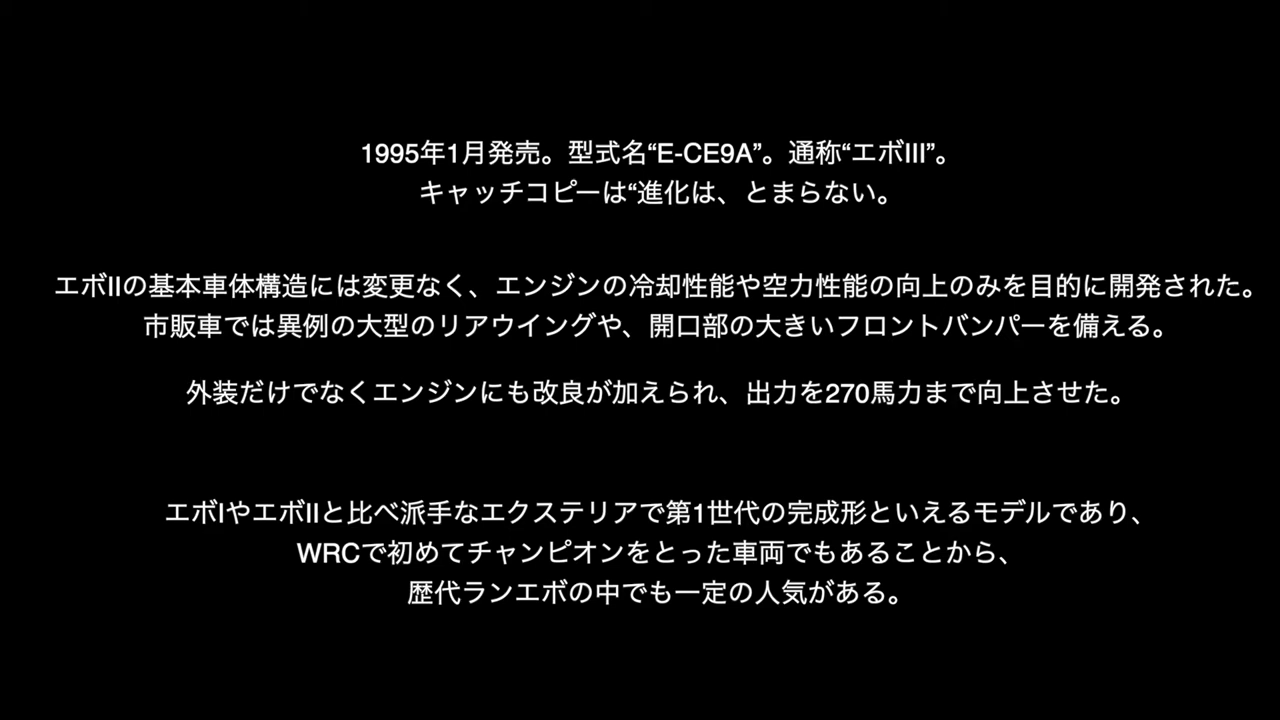 1995年1月発売。型式名“E-CE9A”。通称“エボIII”。
キャッチコピーは“進化は、とまらない。
エボIIの基本車体構造には変更なく、エンジンの冷却性能や空力性能の向上のみを目的に開発された。
市販車では異例の大型のリアウイングや、開口部の大きいフロントバンパーを備える。
外装だけでなくエンジンにも改良が加えられ、出力を270馬力まで向上させた。
エボIやエボIIと比べ派手なエクステリアで第1世代の完成形といえるモデルであり、
WRCで初めてチャンピオンをとった車両でもあることから、
歴代ランエボの中でも一定の人気がある。